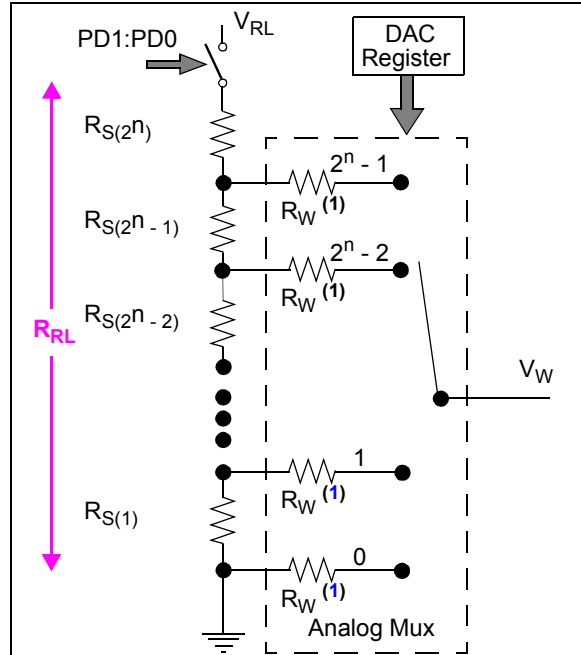 V_RL
PD1:PD0
DAC
Register
R_S(2^n)
2^n - 1
R_W (1)
R_S(2^n - 1)
2^n - 2
R_W (1)
R_S(2^n - 2)
R_RL
V_W
1
R_W (1)
R_S(1)
0
R_W (1)
Analog Mux